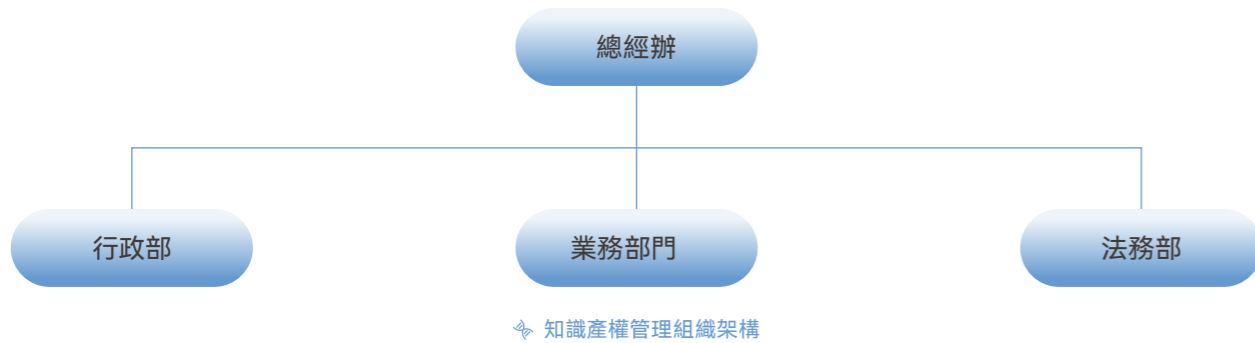 總經辦
行政部
業務部門
法務部
知識產權管理組織架構